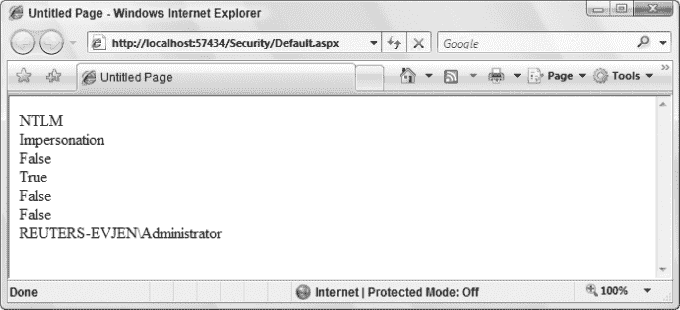 Untitled Page - Windows Internet Explorer
http://localhost:57434/Security/Default.aspx
Google
Untitled Page
Page
Tools
NTLM
Impersonation
False
True
False
False
REUTERS-EVJEN\Administrator
Done
Internet | Protected Mode: Off
100%